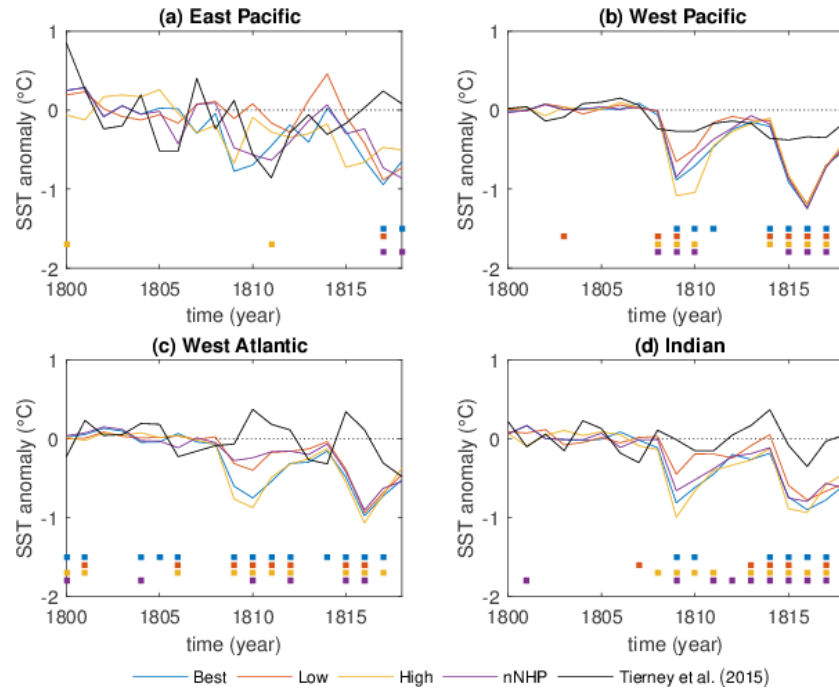 (a) East Pacific
SST anomaly (°C)
1
0
-1
-2
1800
1805
1810
1815
time (year)
(b) West Pacific
SST anomaly (°C)
1
0
-1
-2
1800
1805
1810
1815
time (year)
(c) West Atlantic
SST anomaly (°C)
1
0
-1
-2
1800
1805
1810
1815
time (year)
(d) Indian
SST anomaly (°C)
1
0
-1
-2
1800
1805
1810
1815
time (year)
Best Low High nNHP Tierney et al. (2015)